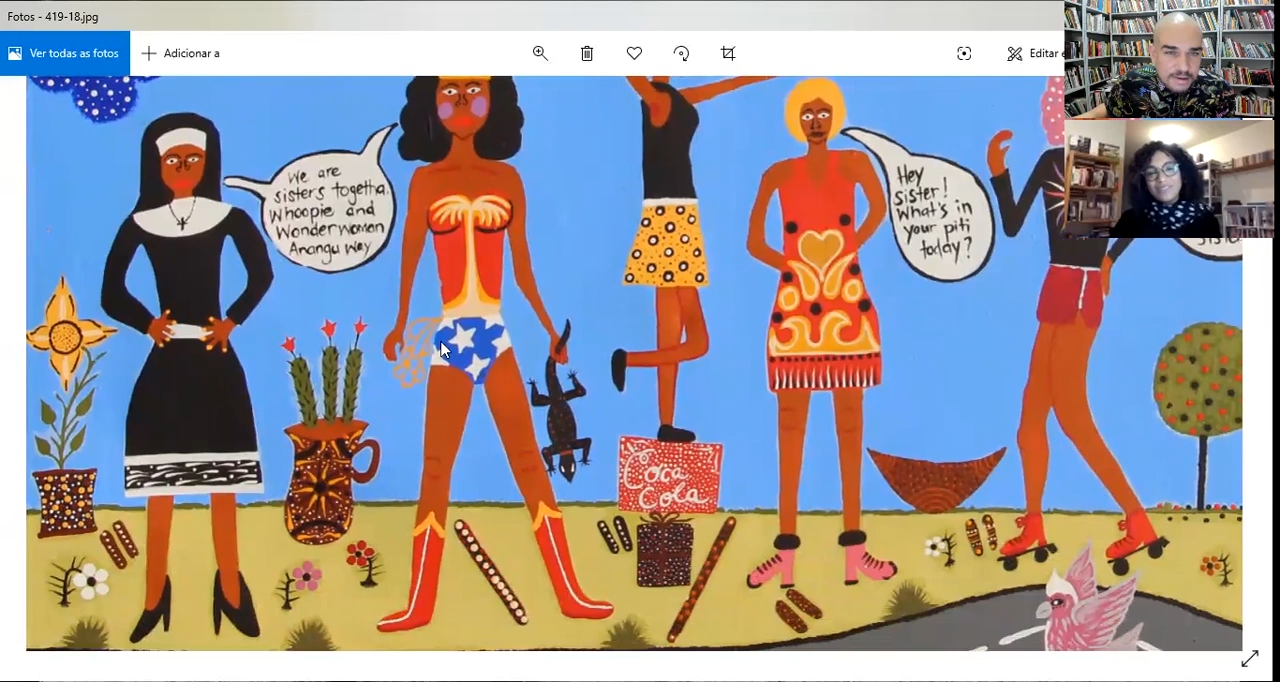 Fotos - 419-18.jpg
Ver todas as fotos
Adicionar a
Editar
We are
sisters togetha.
Whoopie and
Wonderwoman
Anangu Way
Hey
Sister!
What's in
your piti
today?
Coca
Cola